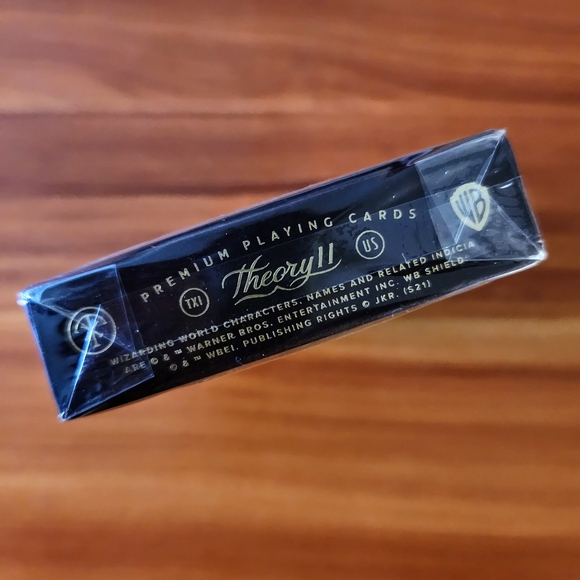 PREMIUM PLAYING CARDS
TXI Theory11 US
WB
WIZARDING WORLD CHARACTERS, NAMES AND RELATED INDICIA
ARE © & ™ WARNER BROS. ENTERTAINMENT INC. WB SHIELD:
© & ™ WBEI. PUBLISHING RIGHTS © JKR. (S21)